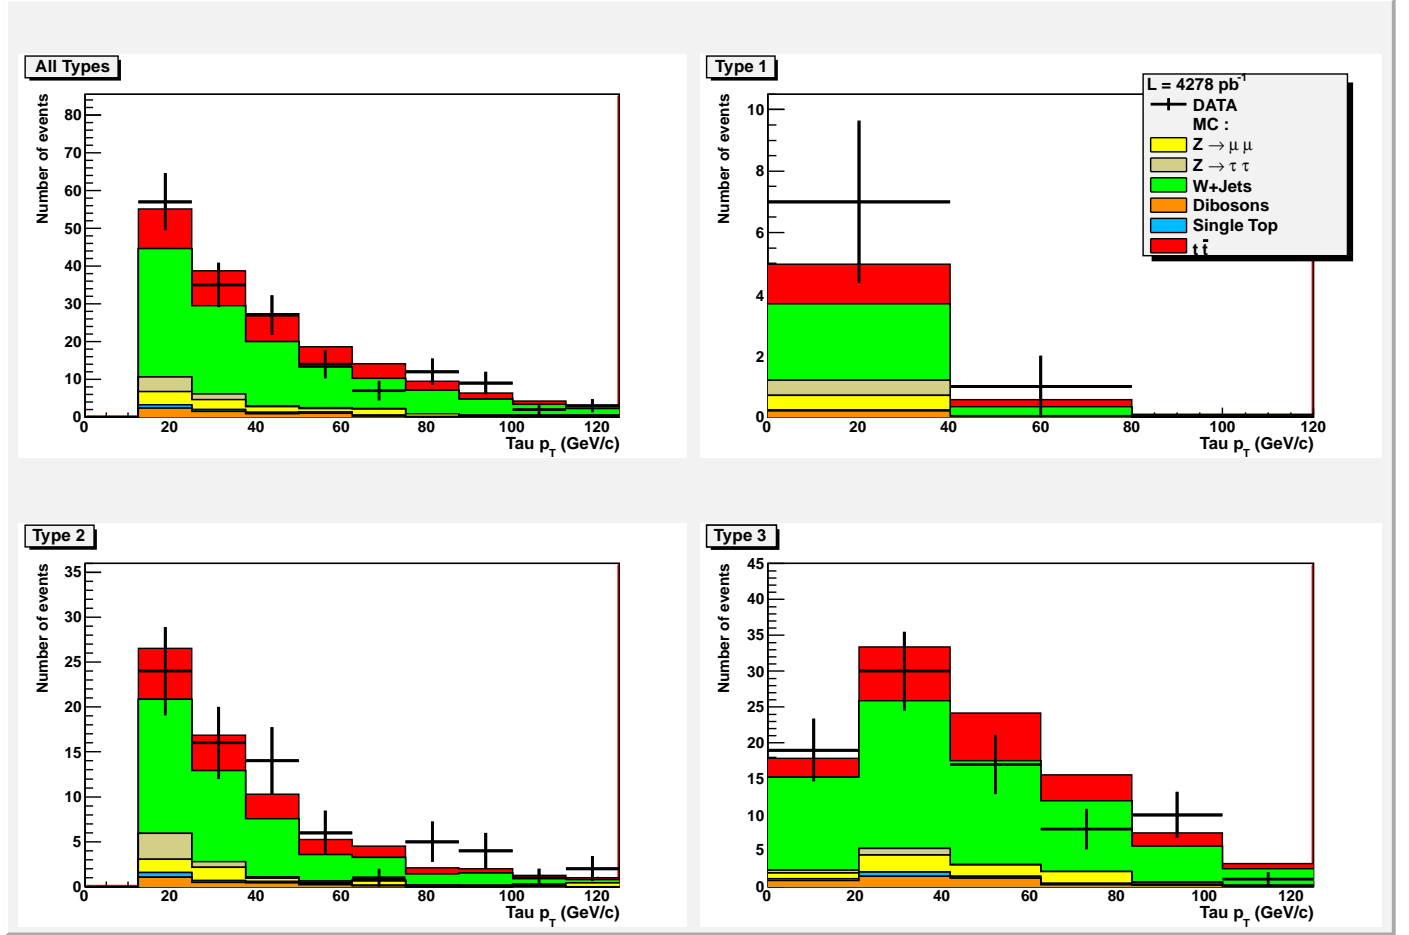 All Types
Number of events
80
70
60
50
40
30
20
10
0
0 20 40 60 80 100 120
Tau pT (GeV/c)
Type 1
Number of events
10
8
6
4
2
0
0 20 40 60 80 100 120
Tau pT (GeV/c)
L = 4278 pb-1
DATA
MC :
Z → μ μ
Z → τ τ
W+Jets
Dibosons
Single Top
t t̄
Type 2
Number of events
35
30
25
20
15
10
5
0
0 20 40 60 80 100 120
Tau pT (GeV/c)
Type 3
Number of events
45
40
35
30
25
20
15
10
5
0
0 20 40 60 80 100 120
Tau pT (GeV/c)